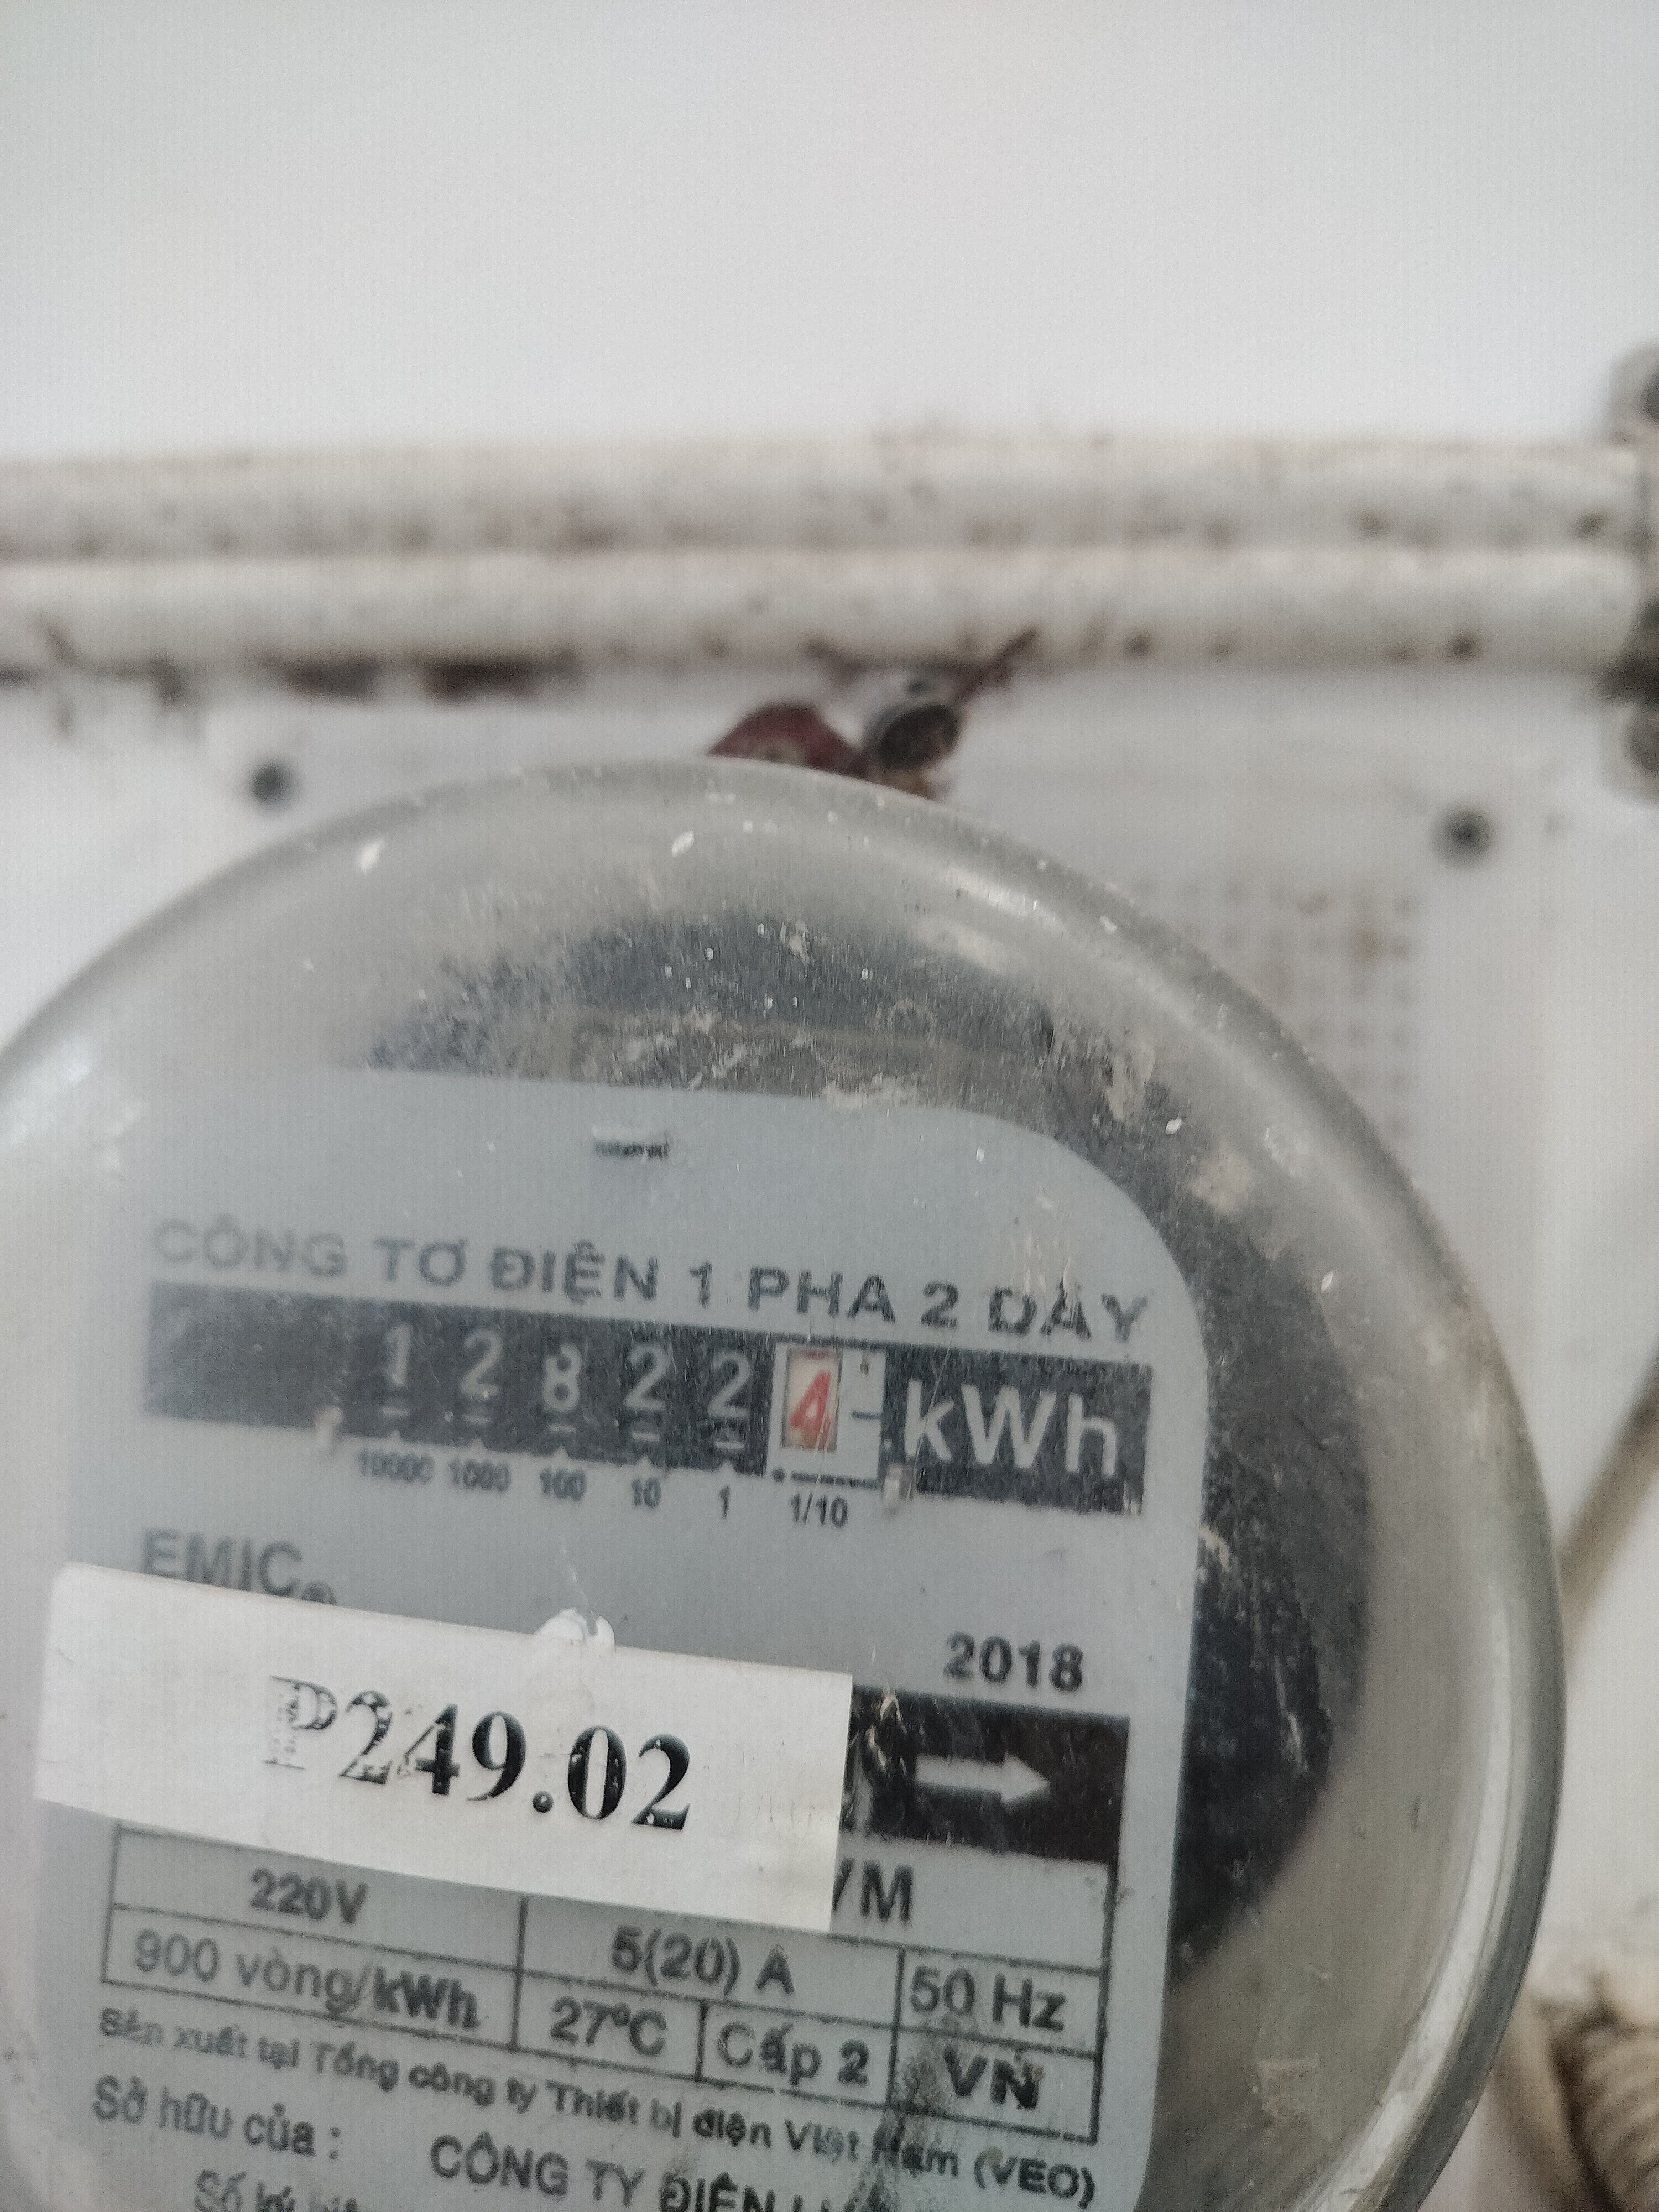 CÔNG TƠ ĐIỆN 1 PHA 2 DÂY
1 2 8 2 2 4 kWh
10000 1000 100 10 1 1/10
EMIC®
2018
P249.02
VM
220V 5(20) A 50 Hz
900 vòng/kWh 27°C Cấp 2 VN
Sản xuất tại Tổng công ty Thiết bị điện Việt Nam (VEO)
Sở hữu của : CÔNG TY ĐIỆN
Số